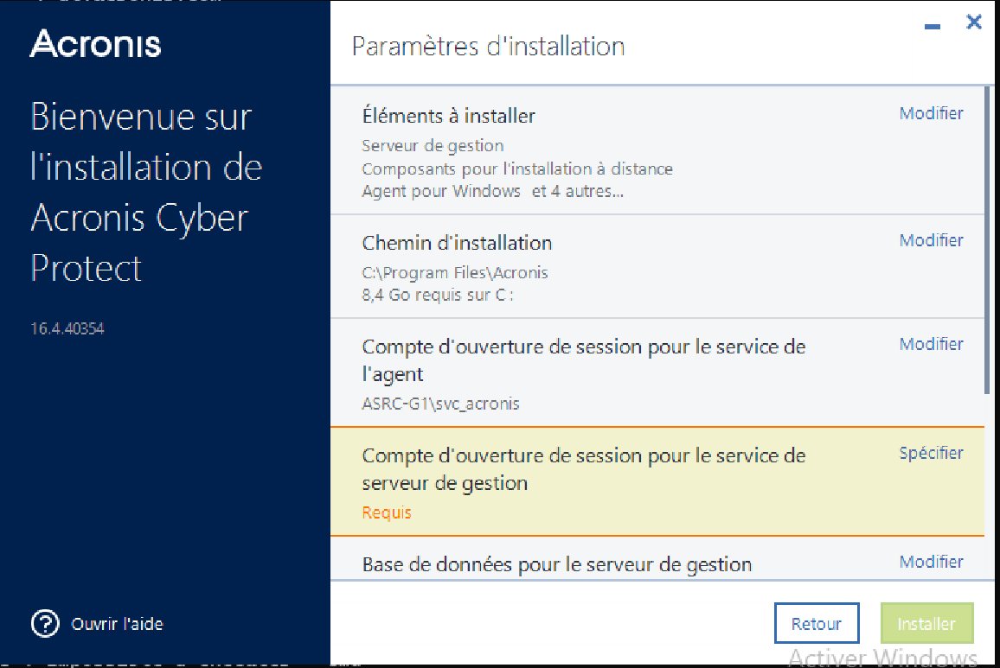 Acronis
Bienvenue sur
l'installation de
Acronis Cyber
Protect
16.4.40354
Ouvrir l'aide
Paramètres d'installation
Éléments à installer
Modifier
Serveur de gestion
Composants pour l'installation à distance
Agent pour Windows et 4 autres...
Chemin d'installation
Modifier
C:\Program Files\Acronis
8,4 Go requis sur C :
Compte d'ouverture de session pour le service de
l'agent
Modifier
ASRC-G1\svc_acronis
Compte d'ouverture de session pour le service de
serveur de gestion
Spécifier
Requis
Base de données pour le serveur de gestion
Modifier
Retour
Installer
Activer Windows